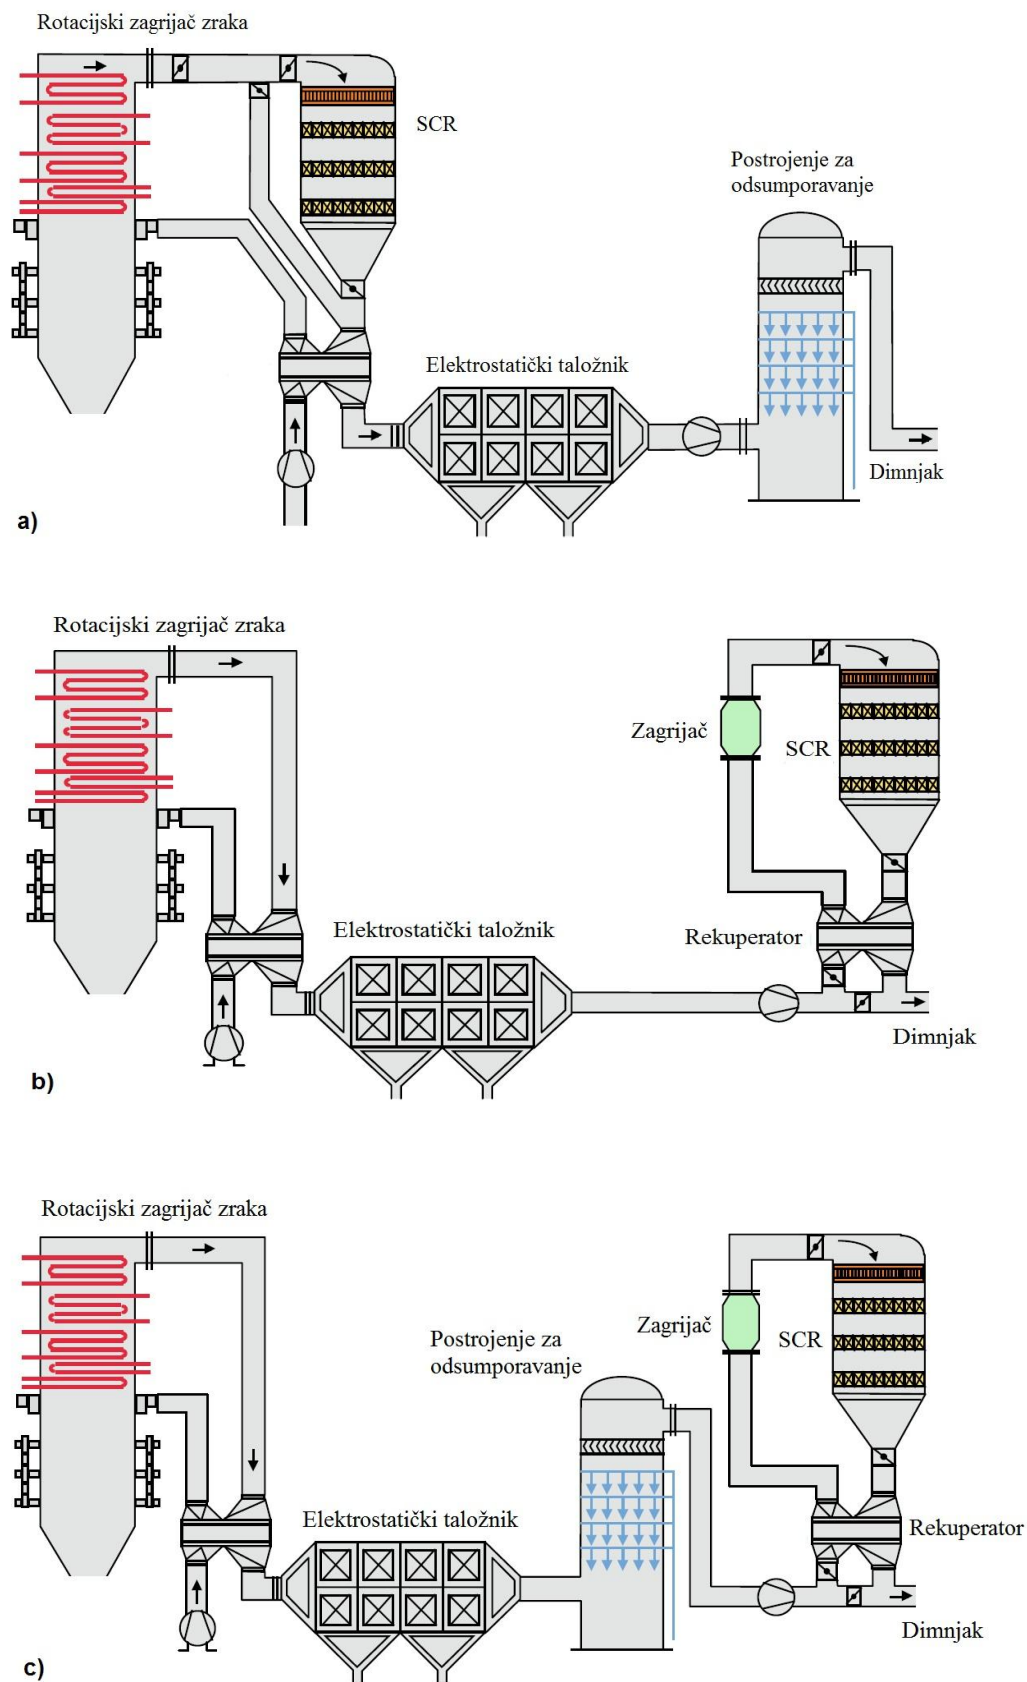 Rotacijski zagrijač zraka
SCR
Postrojenje za
odsumporavanje
Elektrostatički taložnik
Dimnjak
a)
Rotacijski zagrijač zraka
Zagrijač
SCR
Elektrostatički taložnik
Rekuperator
Dimnjak
b)
Rotacijski zagrijač zraka
Postrojenje za
odsumporavanje
Zagrijač
SCR
Elektrostatički taložnik
Rekuperator
Dimnjak
c)